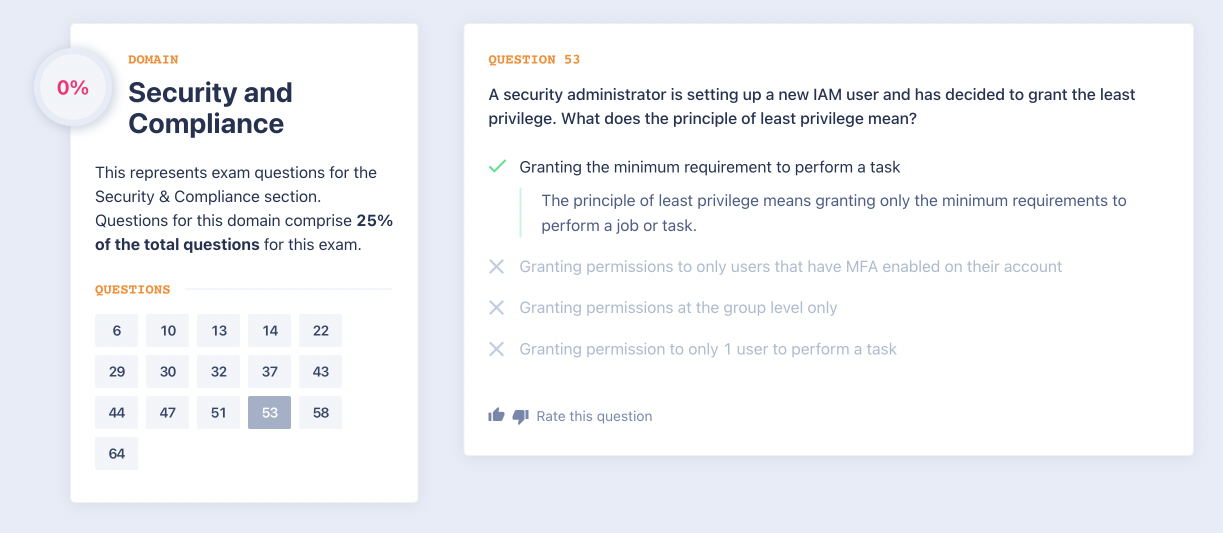 0%
DOMAIN
Security and
Compliance
This represents exam questions for the
Security & Compliance section.
Questions for this domain comprise 25%
of the total questions for this exam.
QUESTIONS
6 10 13 14 22
29 30 32 37 43
44 47 51 53 58
64
QUESTION 53
A security administrator is setting up a new IAM user and has decided to grant the least
privilege. What does the principle of least privilege mean?
Granting the minimum requirement to perform a task
The principle of least privilege means granting only the minimum requirements to
perform a job or task.
Granting permissions to only users that have MFA enabled on their account
Granting permissions at the group level only
Granting permission to only 1 user to perform a task
Rate this question